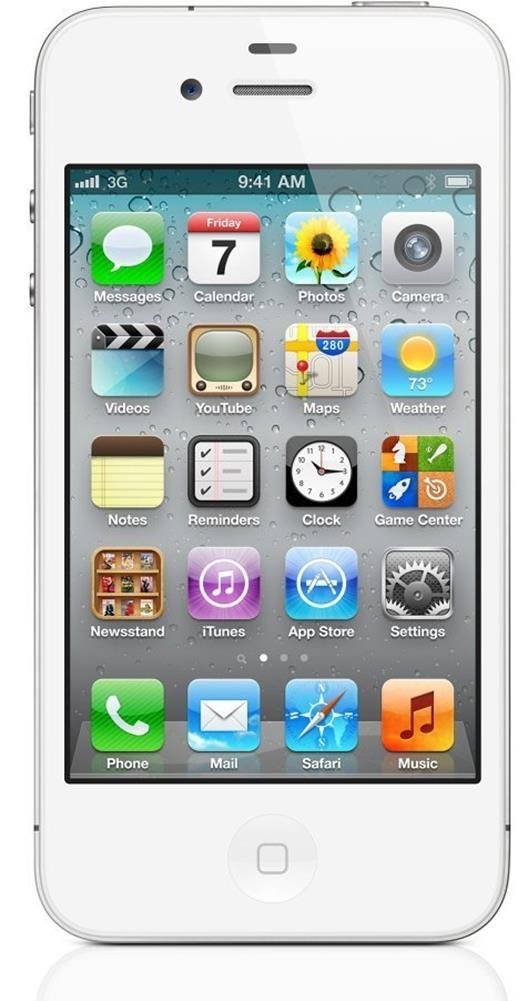 3G 9:41 AM
Friday
7
280
73°
Messages Calendar Photos Camera
Videos YouTube Maps Weather
Notes Reminders Clock Game Center
Newsstand iTunes App Store Settings
Phone Mail Safari Music